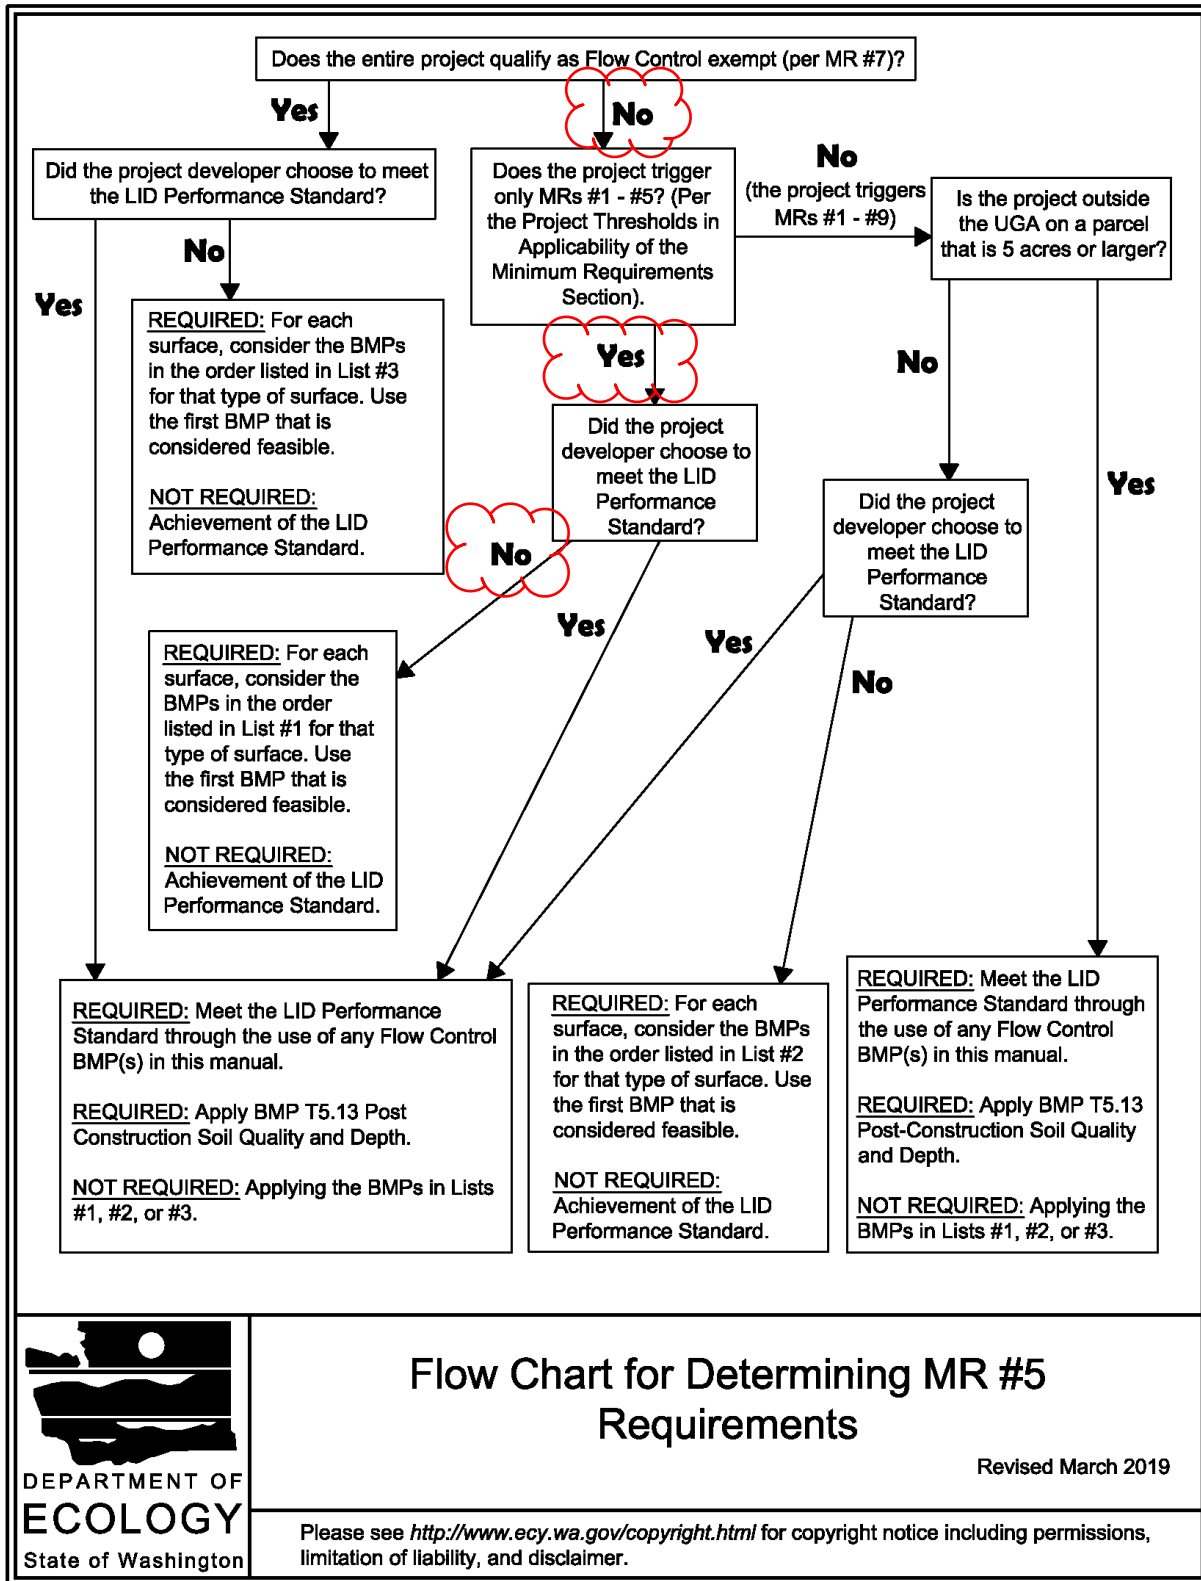 Does the entire project qualify as Flow Control exempt (per MR #7)?
Yes
No
Did the project developer choose to meet
the LID Performance Standard?
Does the project trigger
only MRs #1 - #5? (Per
the Project Thresholds in
Applicability of the
Minimum Requirements
Section).
No
(the project triggers
MRs #1 - #9)
Is the project outside
the UGA on a parcel
that is 5 acres or larger?
No
Yes
REQUIRED: For each
surface, consider the BMPs
in the order listed in List #3
for that type of surface. Use
the first BMP that is
considered feasible.
NOT REQUIRED:
Achievement of the LID
Performance Standard.
Yes
No
Yes
Did the project
developer choose to
meet the LID
Performance
Standard?
Did the project
developer choose to
meet the LID
Performance
Standard?
No
Yes
Yes
No
REQUIRED: For each
surface, consider the
BMPs in the order
listed in List #1 for that
type of surface. Use
the first BMP that is
considered feasible.
NOT REQUIRED:
Achievement of the LID
Performance Standard.
REQUIRED: Meet the LID Performance
Standard through the use of any Flow Control
BMP(s) in this manual.
REQUIRED: Apply BMP T5.13 Post
Construction Soil Quality and Depth.
NOT REQUIRED: Applying the BMPs in Lists
#1, #2, or #3.
REQUIRED: For each
surface, consider the BMPs
in the order listed in List #2
for that type of surface. Use
the first BMP that is
considered feasible.
NOT REQUIRED:
Achievement of the LID
Performance Standard.
REQUIRED: Meet the LID
Performance Standard through
the use of any Flow Control
BMP(s) in this manual.
REQUIRED: Apply BMP T5.13
Post-Construction Soil Quality
and Depth.
NOT REQUIRED: Applying the
BMPs in Lists #1, #2, or #3.
DEPARTMENT OF
ECOLOGY
State of Washington
Flow Chart for Determining MR #5
Requirements
Revised March 2019
Please see http://www.ecy.wa.gov/copyright.html for copyright notice including permissions,
limitation of liability, and disclaimer.